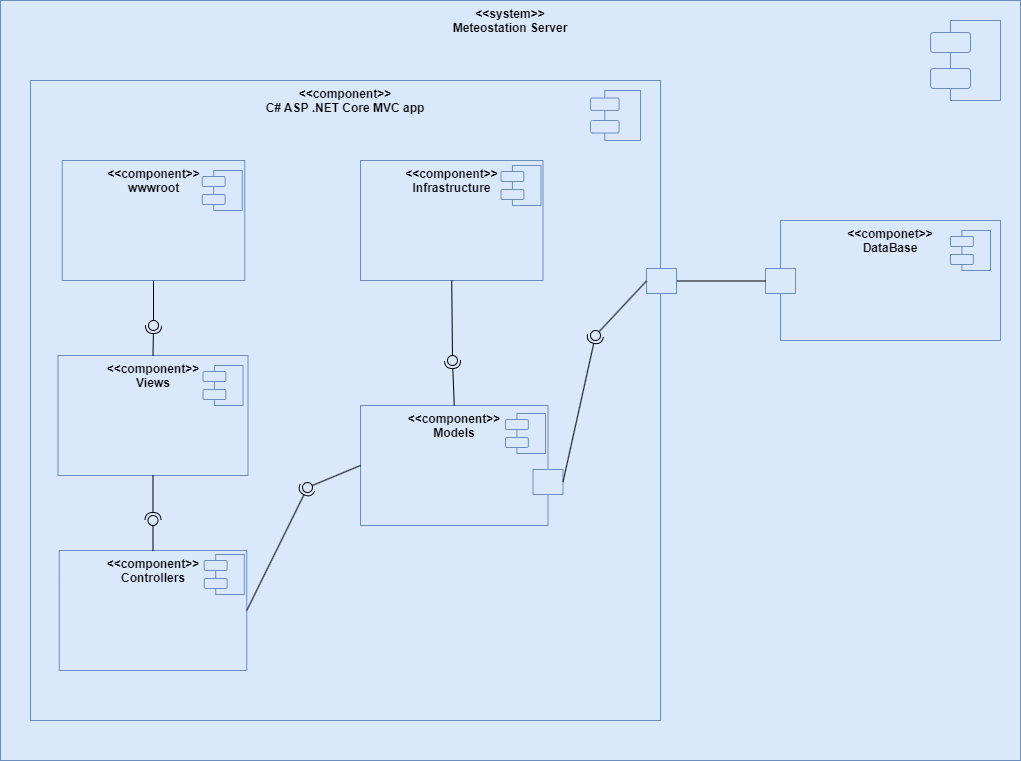 <<system>>
Meteostation Server
<<component>>
C# ASP .NET Core MVC app
<<component>>
wwwroot
<<component>>
Infrastructure
<<componet>>
DataBase
<<component>>
Views
<<component>>
Models
<<component>>
Controllers